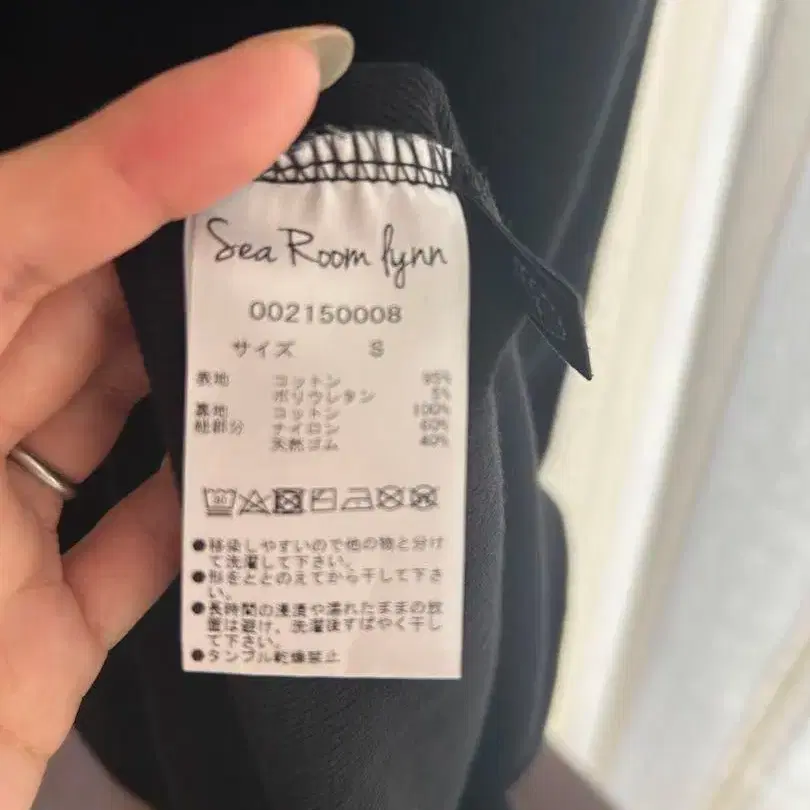 Sea Room lynn
002150008
サイズ S
表地 コットン 95%
ポリウレタン 5%
裏地 コットン 100%
総部分 ナイロン 60%
天然ゴム 40%
●移染しやすいので他の物と分け
て洗濯して下さい。
●形をととのえてから干して下さ
い。
●長時間の浸漬や濡れたままの放
置は避け、洗濯後すばやく干し
て下さい。
●タンブル乾燥禁止